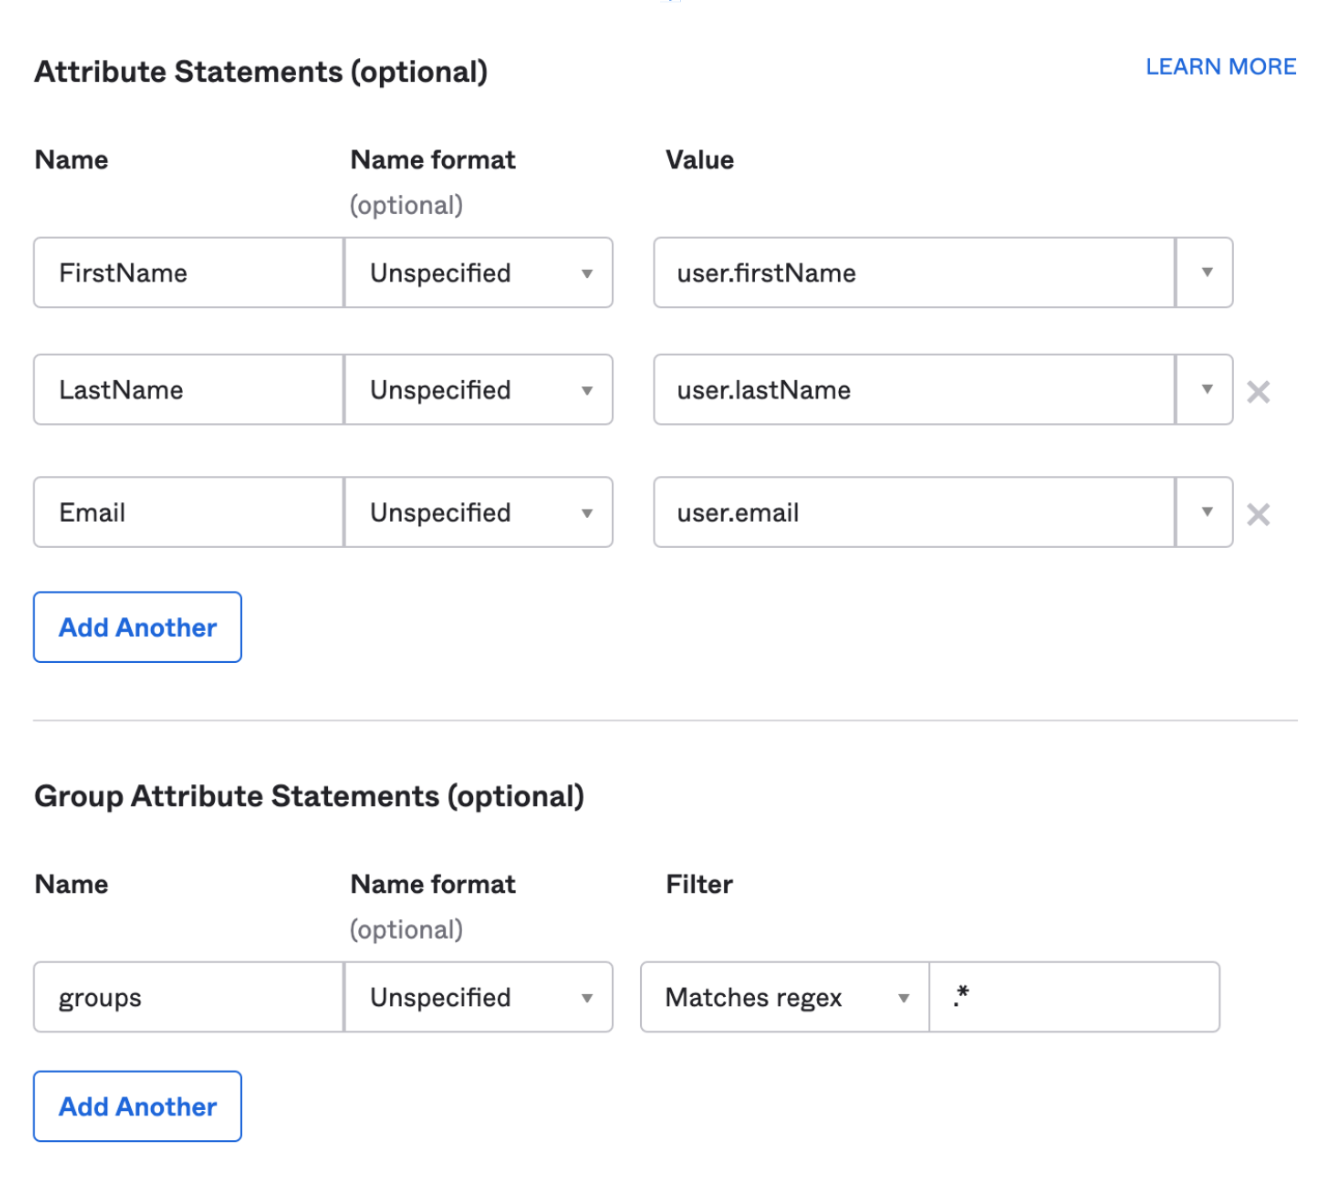 Attribute Statements (optional)
LEARN MORE
Name
Name format
(optional)
Value
FirstName
Unspecified
user.firstName
LastName
Unspecified
user.lastName
Email
Unspecified
user.email
Add Another
Group Attribute Statements (optional)
Name
Name format
(optional)
Filter
groups
Unspecified
Matches regex
.*
Add Another